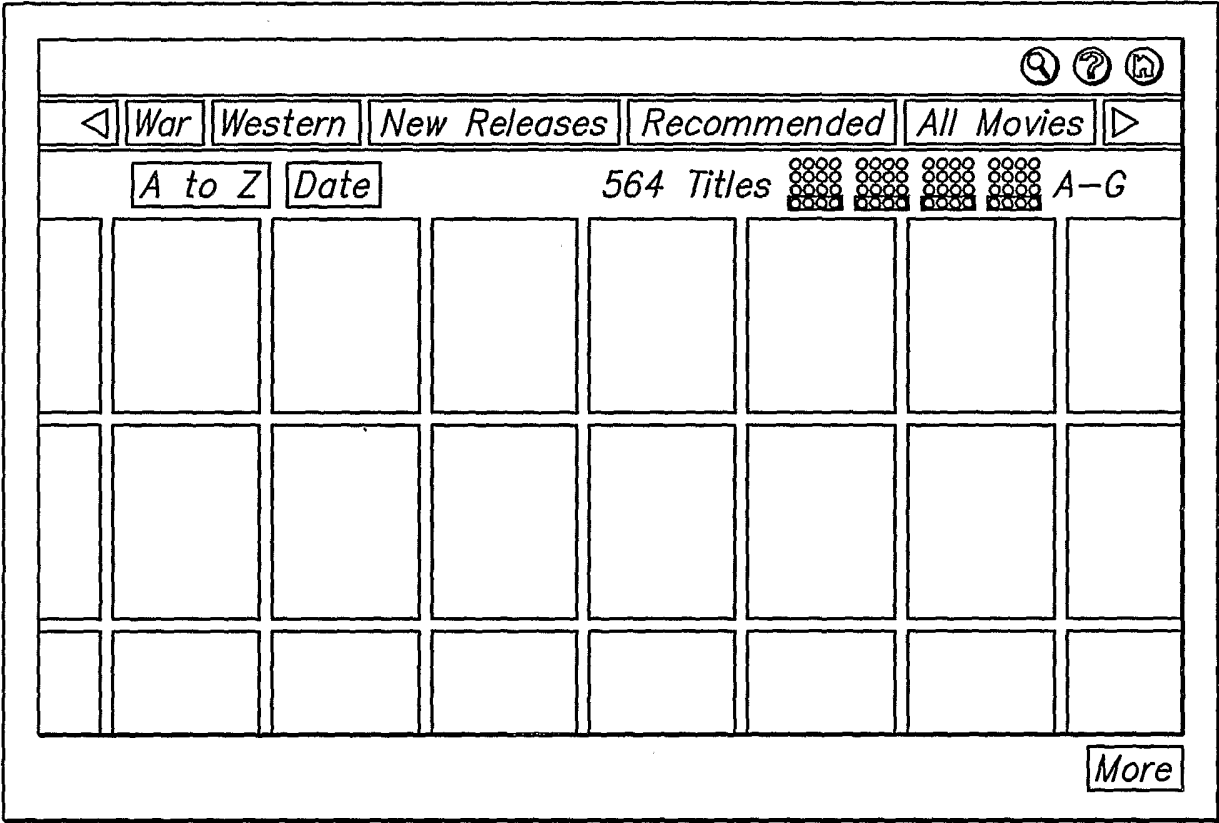 ?
War Western New Releases Recommended All Movies
A to Z Date 564 Titles A-G
More